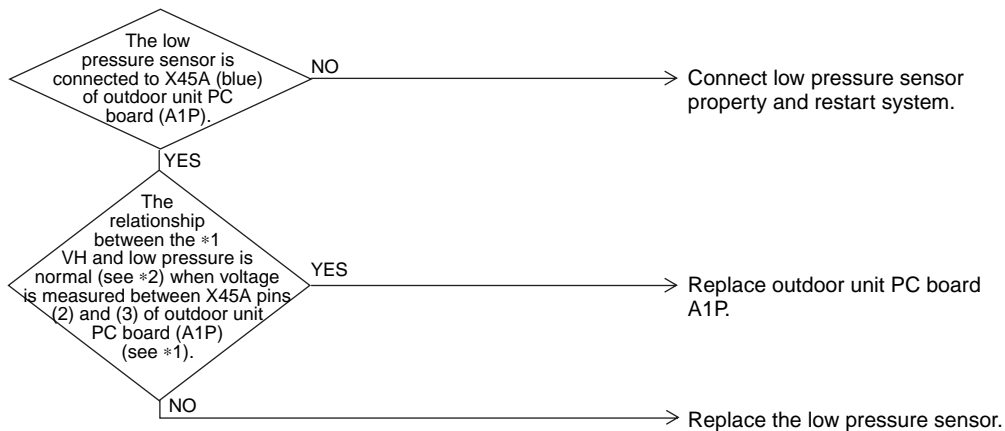 The low
pressure sensor is
connected to X45A (blue)
of outdoor unit PC
board (A1P).
NO
Connect low pressure sensor
property and restart system.
YES
The
relationship
between the *1
VH and low pressure is
normal (see *2) when voltage
is measured between X45A pins
(2) and (3) of outdoor unit
PC board (A1P)
(see *1).
YES
Replace outdoor unit PC board
A1P.
NO
Replace the low pressure sensor.